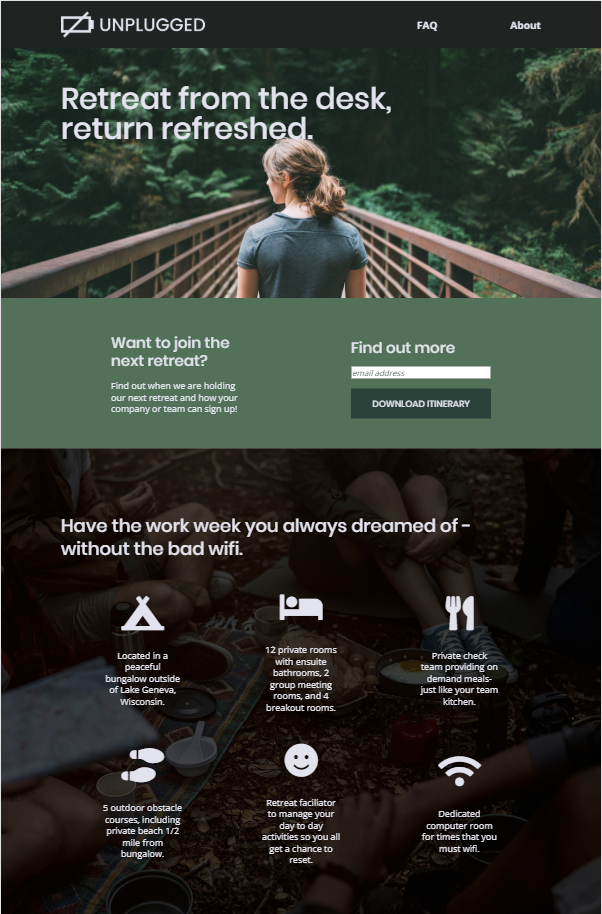 UNPLUGGED
FAQ
About
Retreat from the desk,
return refreshed.
Want to join the
next retreat?
Find out when we are holding
our next retreat and how your
company or team can sign up!
Find out more
email address
DOWNLOAD ITINERARY
Have the work week you always dreamed of -
without the bad wifi.
Located in a
peaceful
bungalow outside
of Lake Geneva,
Wisconsin.
12 private rooms
with ensuite
bathrooms, 2
group meeting
rooms, and 4
breakout rooms.
Private check
team providing on
demand meals-
just like your team
kitchen.
5 outdoor obstacle
courses, including
private beach 1/2
mile from
bungalow.
Retreat faciliator
to manage your
day to day
activities so you all
get a chance to
reset.
Dedicated
computer room
for times that you
must wifi.